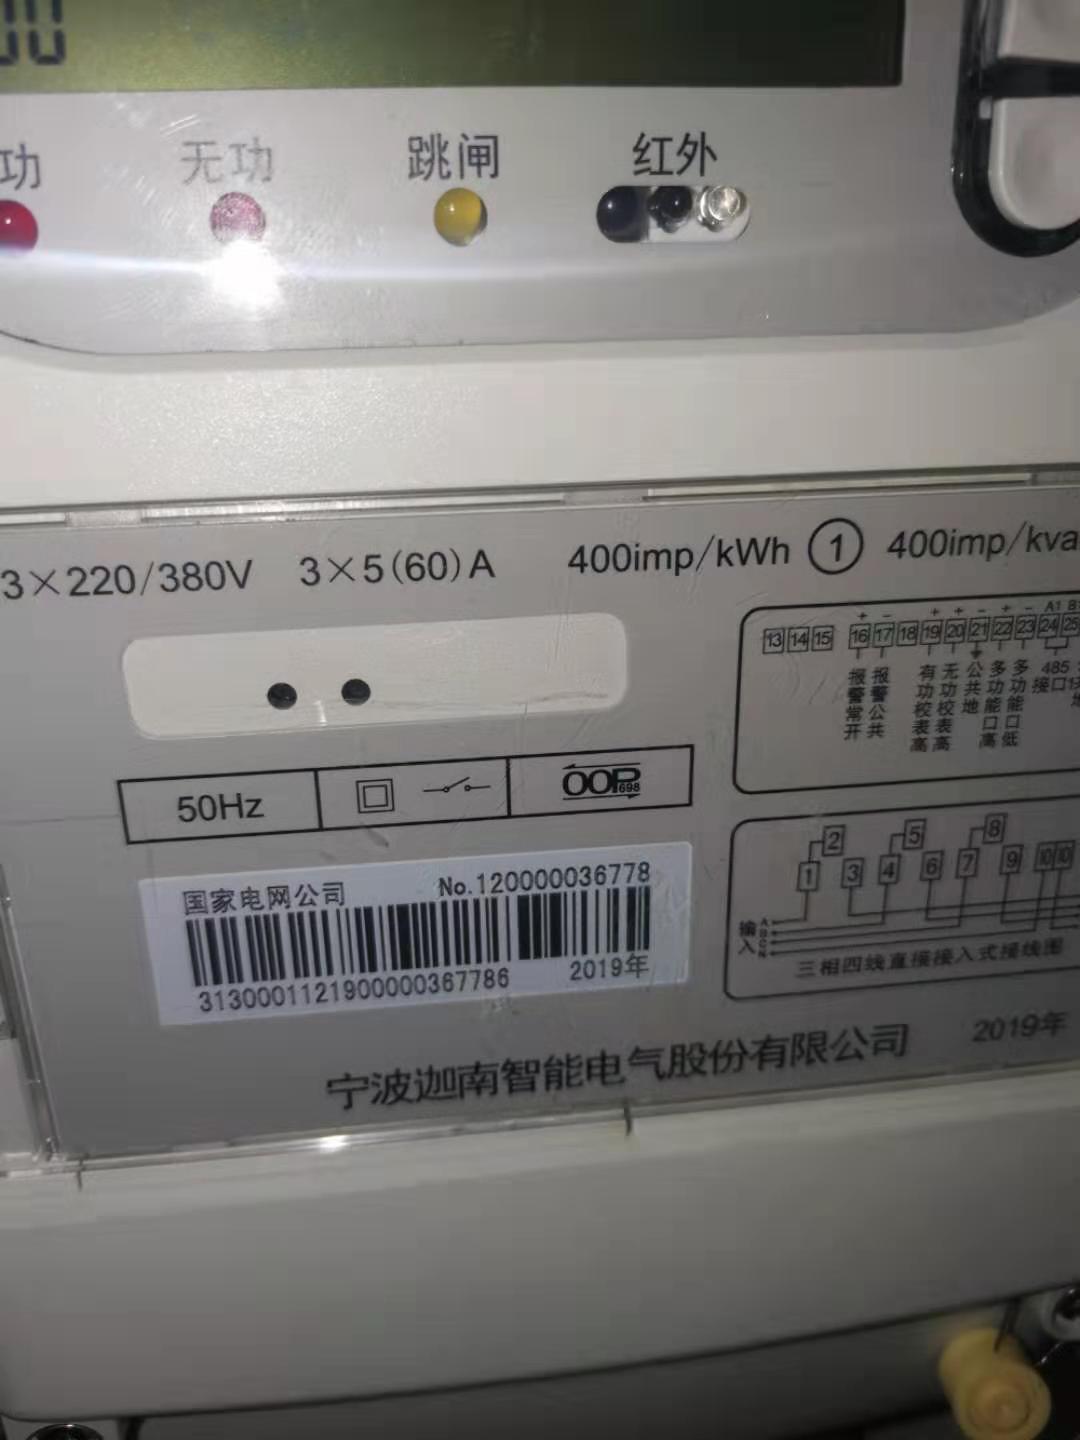 00
功 无功 跳闸 红外
3×220/380V 3×5(60)A 400imp/kWh ① 400imp/kva
+ - + + - + - A1 B1
13 14 15 16 17 18 19 20 21 22 23 24 25
报警常开 报警公共 有功校表高 无功校表高 公共地 多功能口高 多功能口低 485接口
50Hz OOP 698
2 5 8
1 3 4 6 7 9 10 10
输入 A B C N
三相四线直接接入式接线图
国家电网公司 No.120000036778
3130001121900000367786 2019年
宁波迦南智能电气股份有限公司 2019年